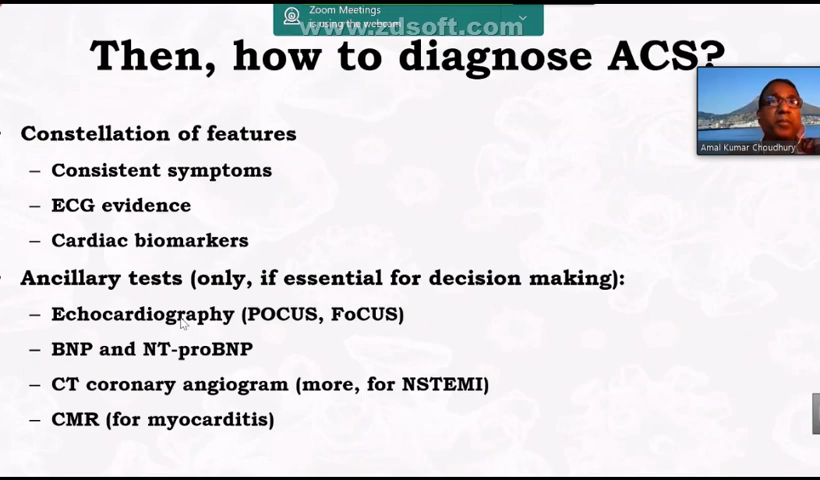 Zoom Meetings
is using the webcam
www.zdsoft.com
Then, how to diagnose ACS?
Amal Kumar Choudhury
Constellation of features
– Consistent symptoms
– ECG evidence
– Cardiac biomarkers
Ancillary tests (only, if essential for decision making):
– Echocardiography (POCUS, FoCUS)
– BNP and NT-proBNP
– CT coronary angiogram (more, for NSTEMI)
– CMR (for myocarditis)